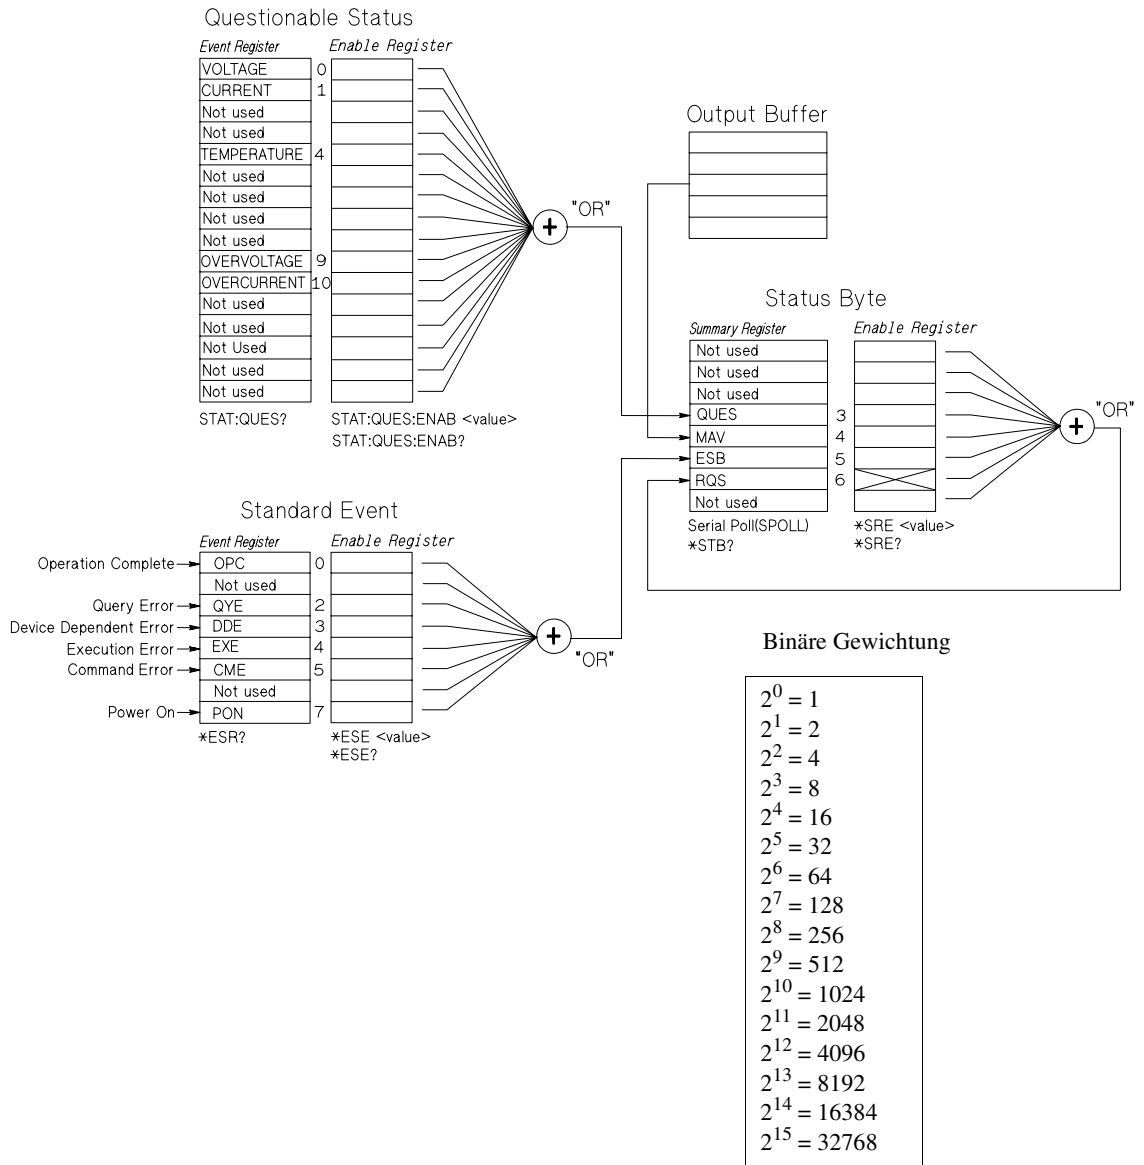 Questionable Status
Event Register Enable Register
VOLTAGE 0
CURRENT 1
Not used
Not used
TEMPERATURE 4
Not used
Not used
Not used
Not used
OVERVOLTAGE 9
OVERCURRENT 10
Not used
Not used
Not Used
Not used
Not used
STAT:QUES? STAT:QUES:ENAB <value>
STAT:QUES:ENAB?
+ "OR"
Output Buffer
Status Byte
Summary Register Enable Register
Not used
Not used
Not used
QUES 3
MAV 4
ESB 5
RQS 6
Not used
Serial Poll(SPOLL) *SRE <value>
*STB? *SRE?
+ "OR"
Standard Event
Event Register Enable Register
Operation Complete OPC 0
Not used
Query Error QYE 2
Device Dependent Error DDE 3
Execution Error EXE 4
Command Error CME 5
Not used
Power On PON 7
*ESR? *ESE <value>
*ESE?
+ "OR"
Binäre Gewichtung
2^0 = 1
2^1 = 2
2^2 = 4
2^3 = 8
2^4 = 16
2^5 = 32
2^6 = 64
2^7 = 128
2^8 = 256
2^9 = 512
2^10 = 1024
2^11 = 2048
2^12 = 4096
2^13 = 8192
2^14 = 16384
2^15 = 32768